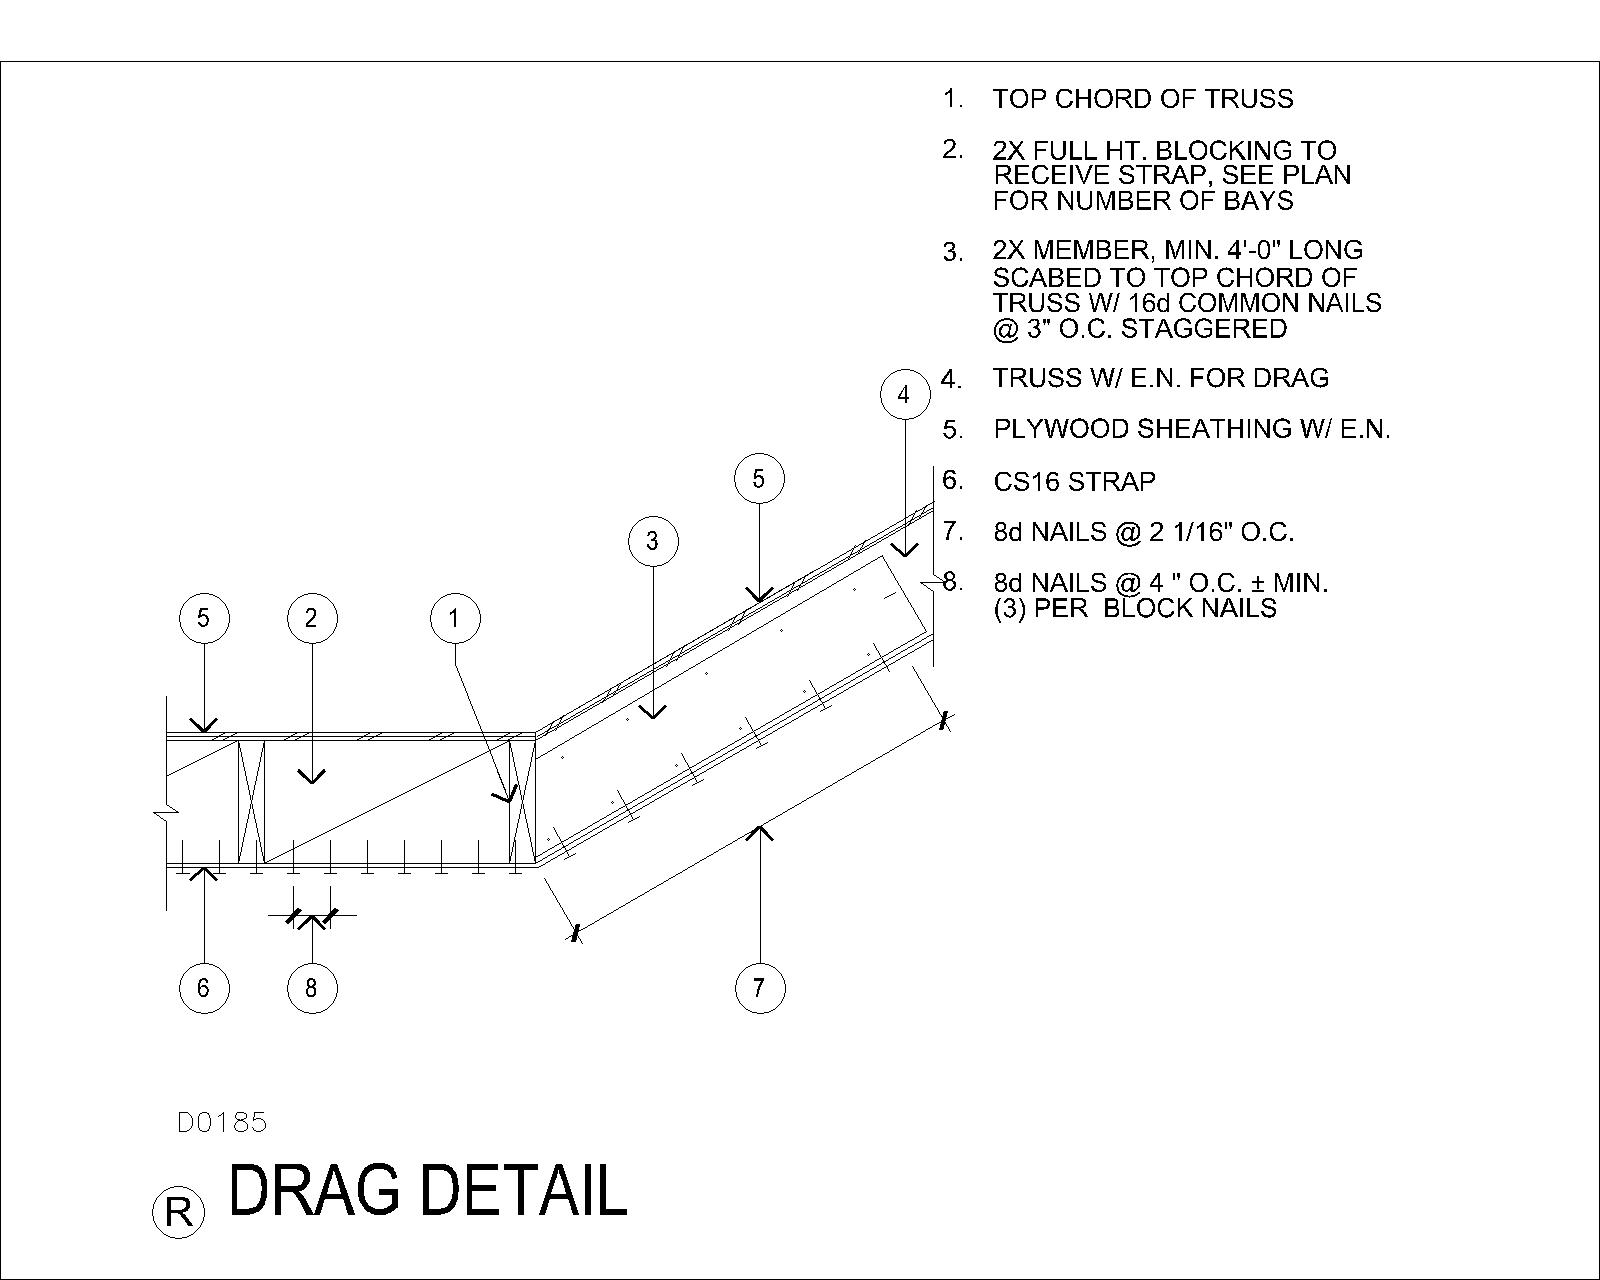 1. TOP CHORD OF TRUSS
2. 2X FULL HT. BLOCKING TO
RECEIVE STRAP, SEE PLAN
FOR NUMBER OF BAYS
3. 2X MEMBER, MIN. 4'-0" LONG
SCABED TO TOP CHORD OF
TRUSS W/ 16d COMMON NAILS
@ 3" O.C. STAGGERED
4. TRUSS W/ E.N. FOR DRAG
5. PLYWOOD SHEATHING W/ E.N.
6. CS16 STRAP
7. 8d NAILS @ 2 1/16" O.C.
8. 8d NAILS @ 4 " O.C. ± MIN.
(3) PER BLOCK NAILS
4
5
3
5 2 1
6 8 7
D0185
R DRAG DETAIL